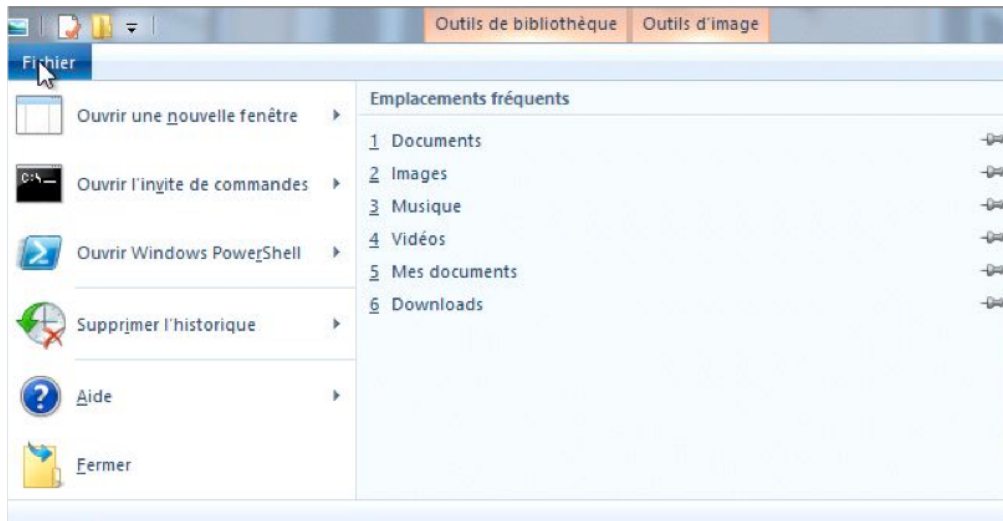 Outils de bibliothèque Outils d'image
Fichier
Ouvrir une nouvelle fenêtre
Ouvrir l'invite de commandes
Ouvrir Windows PowerShell
Supprimer l'historique
Aide
Fermer
Emplacements fréquents
1 Documents
2 Images
3 Musique
4 Vidéos
5 Mes documents
6 Downloads
C:\